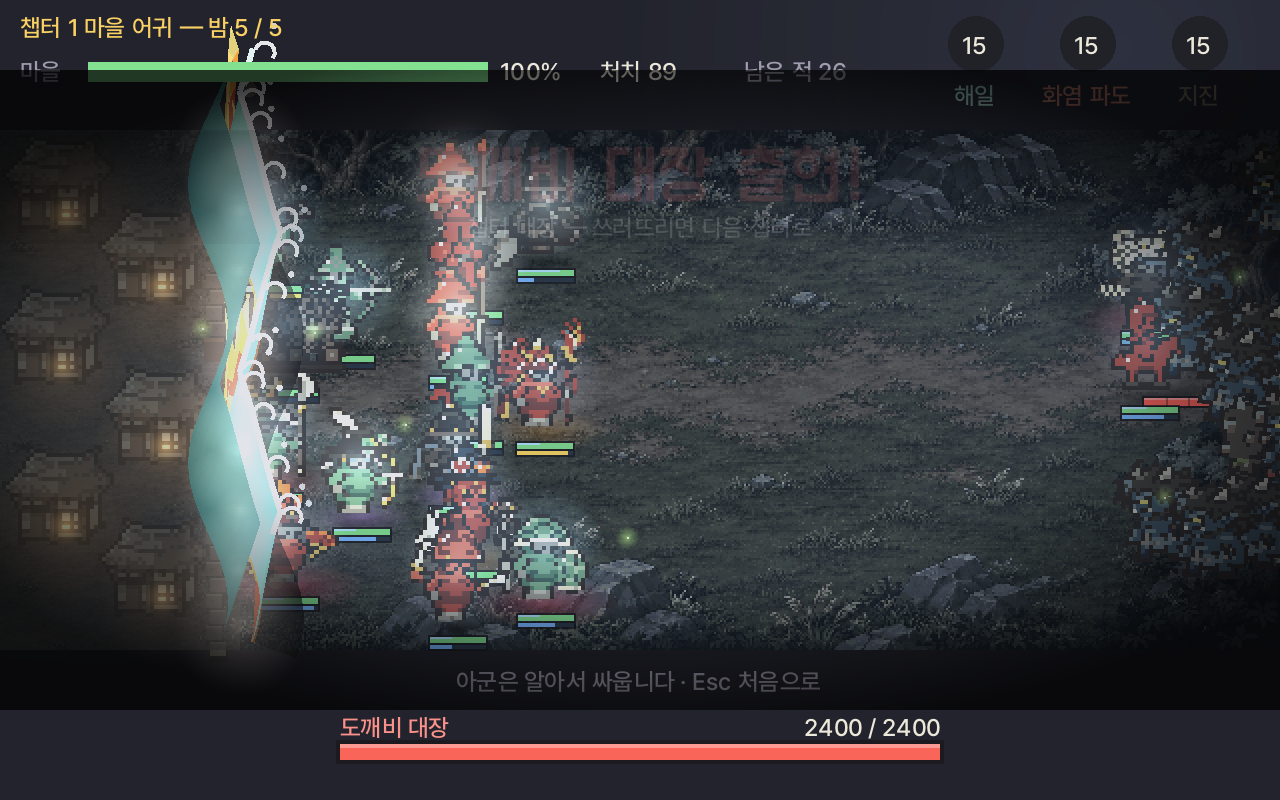 챕터 1 마을 어귀 — 밤 5 / 5
마을 100% 처치 89 남은 적 26
15 15 15
해일 화염 파도 지진
대장 출현!
쓰러뜨리면 다음 챕터로
아군은 알아서 싸웁니다 · Esc 처음으로
도깨비 대장 2400 / 2400